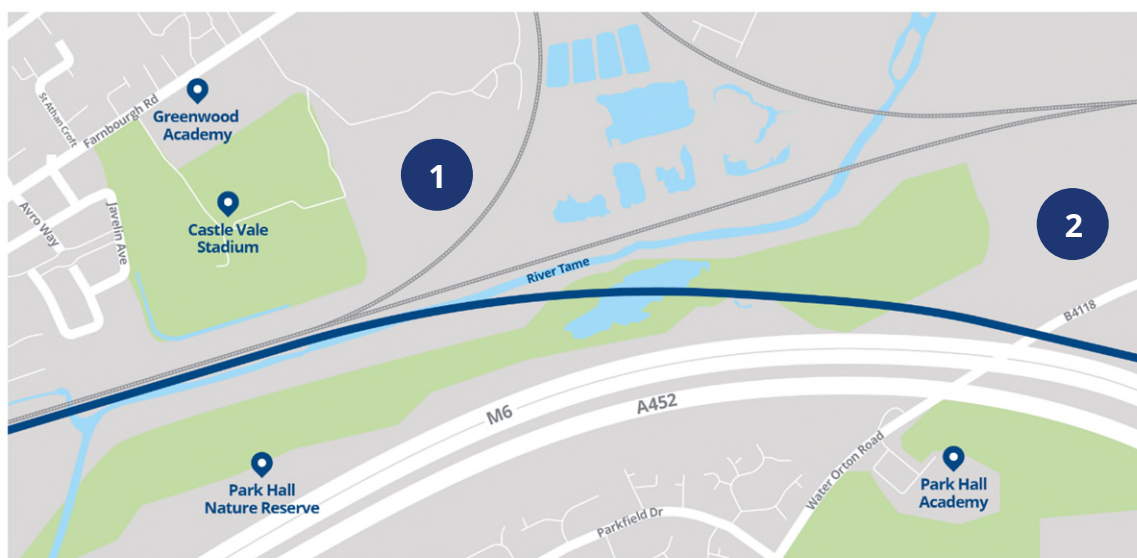 St Athan Croft
Farnbourgh Rd
Greenwood
Academy
1
Avro Way
Javelin Ave
Castle Vale
Stadium
2
River Tame
B4118
M6
A452
Water Orton Road
Park Hall
Nature Reserve
Park Hall
Academy
Parkfield Dr